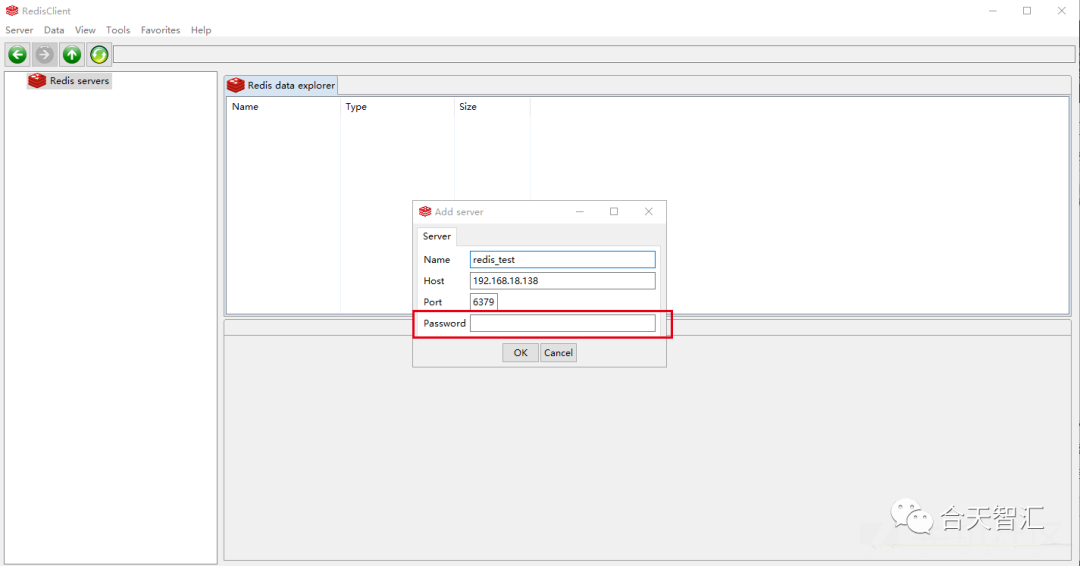 RedisClient
Server Data View Tools Favorites Help
Redis servers
Redis data explorer
Name Type Size
Add server
Server
Name redis_test
Host 192.168.18.138
Port 6379
Password
OK Cancel
合天智汇